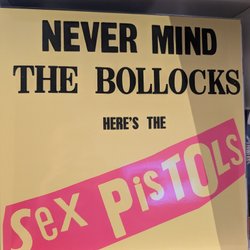 NEVER MIND
THE BOLLOCKS
HERE'S THE
Sex PiSTOLS